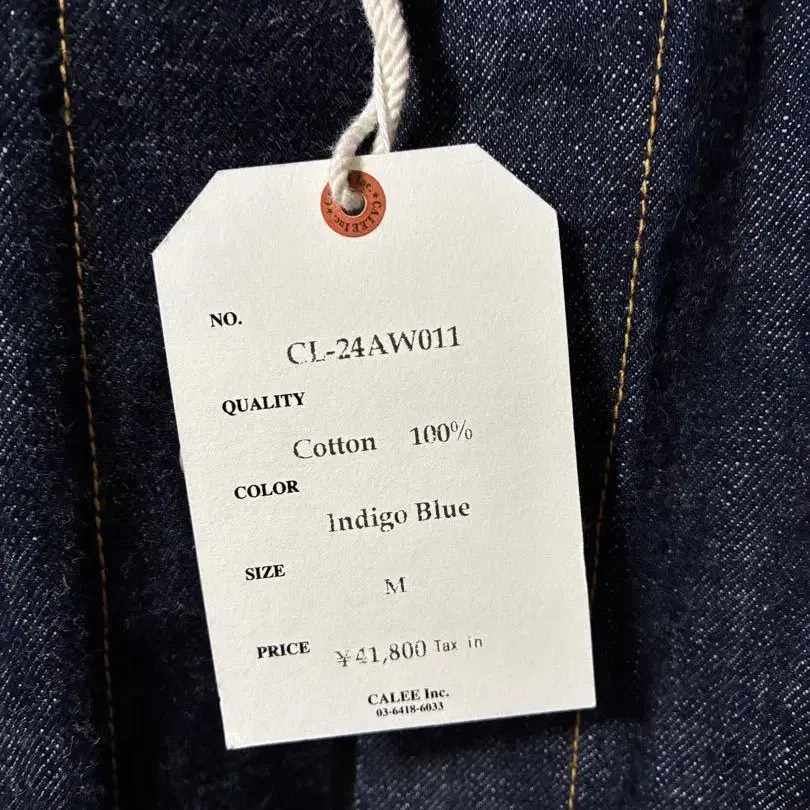 CALEE Inc.
NO.
CL-24AW011
QUALITY
Cotton 100%
COLOR
Indigo Blue
SIZE
M
PRICE ¥41,800 Tax in
CALEE Inc.
03-6418-6033